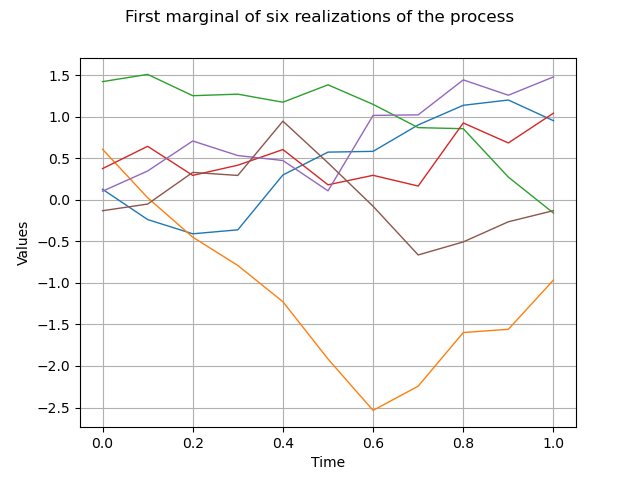 First marginal of six realizations of the process
Values
1.5
1.0
0.5
0.0
−0.5
−1.0
−1.5
−2.0
−2.5
0.0 0.2 0.4 0.6 0.8 1.0
Time